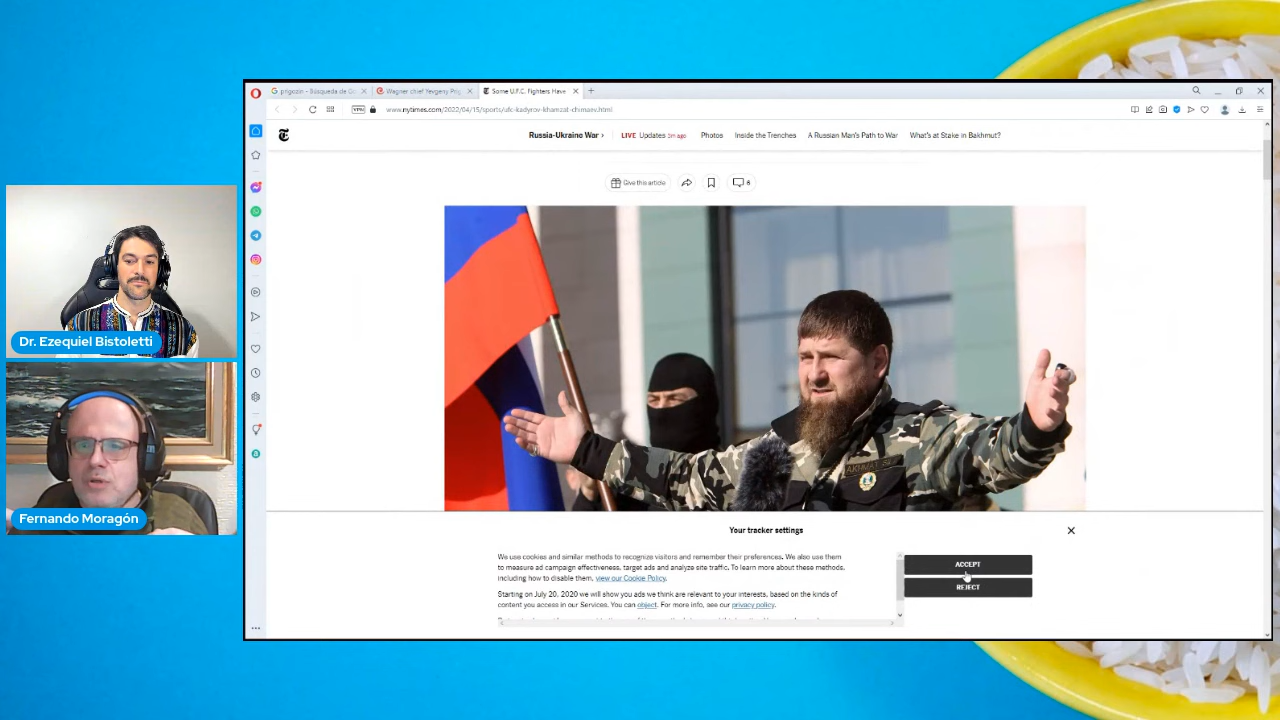 prigozin - Búsqueda de Go
Wagner chief Yevgeny Prig
Some U.F.C. Fighters Have
VPN
www.nytimes.com/2022/04/15/sports/ufc-kadyrov-khamzat-chimaev.html
Russia-Ukraine War
LIVE Updates 2m ago
Photos
Inside the Trenches
A Russian Man's Path to War
What's at Stake in Bakhmut?
Give this article
6
Dr. Ezequiel Bistoletti
Fernando Moragón
Your tracker settings
We use cookies and similar methods to recognize visitors and remember their preferences. We also use them
to measure ad campaign effectiveness, target ads and analyze site traffic. To learn more about these methods,
including how to disable them, view our Cookie Policy.
Starting on July 20, 2020 we will show you ads we think are relevant to your interests, based on the kinds of
content you access in our Services. You can object. For more info, see our privacy policy.
ACCEPT
REJECT